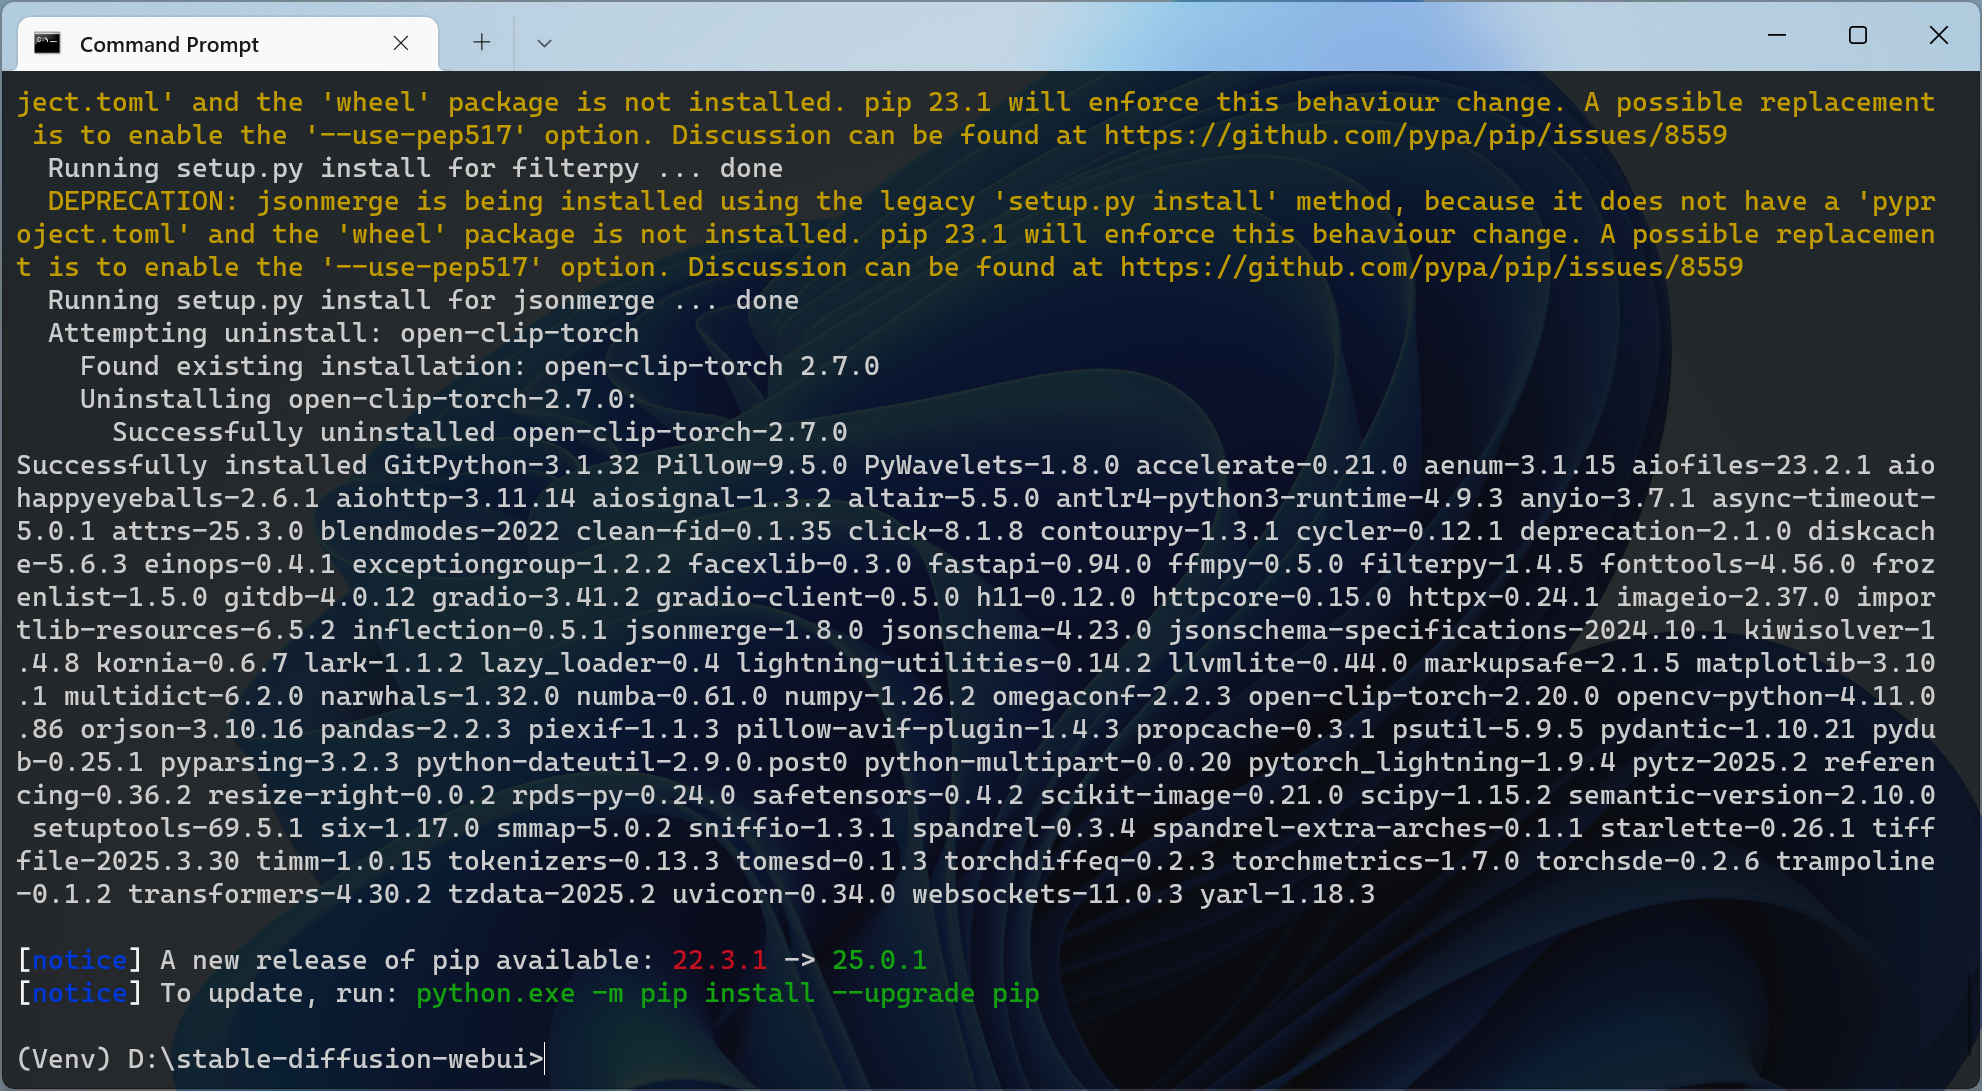 Command Prompt
ject.toml' and the 'wheel' package is not installed. pip 23.1 will enforce this behaviour change. A possible replacement
 is to enable the '--use-pep517' option. Discussion can be found at https://github.com/pypa/pip/issues/8559
  Running setup.py install for filterpy ... done
  DEPRECATION: jsonmerge is being installed using the legacy 'setup.py install' method, because it does not have a 'pypr
oject.toml' and the 'wheel' package is not installed. pip 23.1 will enforce this behaviour change. A possible replacemen
t is to enable the '--use-pep517' option. Discussion can be found at https://github.com/pypa/pip/issues/8559
  Running setup.py install for jsonmerge ... done
  Attempting uninstall: open-clip-torch
    Found existing installation: open-clip-torch 2.7.0
    Uninstalling open-clip-torch-2.7.0:
      Successfully uninstalled open-clip-torch-2.7.0
Successfully installed GitPython-3.1.32 Pillow-9.5.0 PyWavelets-1.8.0 accelerate-0.21.0 aenum-3.1.15 aiofiles-23.2.1 aio
happyeyeballs-2.6.1 aiohttp-3.11.14 aiosignal-1.3.2 altair-5.5.0 antlr4-python3-runtime-4.9.3 anyio-3.7.1 async-timeout-
5.0.1 attrs-25.3.0 blendmodes-2022 clean-fid-0.1.35 click-8.1.8 contourpy-1.3.1 cycler-0.12.1 deprecation-2.1.0 diskcach
e-5.6.3 einops-0.4.1 exceptiongroup-1.2.2 facexlib-0.3.0 fastapi-0.94.0 ffmpy-0.5.0 filterpy-1.4.5 fonttools-4.56.0 froz
enlist-1.5.0 gitdb-4.0.12 gradio-3.41.2 gradio-client-0.5.0 h11-0.12.0 httpcore-0.15.0 httpx-0.24.1 imageio-2.37.0 impor
tlib-resources-6.5.2 inflection-0.5.1 jsonmerge-1.8.0 jsonschema-4.23.0 jsonschema-specifications-2024.10.1 kiwisolver-1
.4.8 kornia-0.6.7 lark-1.1.2 lazy_loader-0.4 lightning-utilities-0.14.2 llvmlite-0.44.0 markupsafe-2.1.5 matplotlib-3.10
.1 multidict-6.2.0 narwhals-1.32.0 numba-0.61.0 numpy-1.26.2 omegaconf-2.2.3 open-clip-torch-2.20.0 opencv-python-4.11.0
.86 orjson-3.10.16 pandas-2.2.3 piexif-1.1.3 pillow-avif-plugin-1.4.3 propcache-0.3.1 psutil-5.9.5 pydantic-1.10.21 pydu
b-0.25.1 pyparsing-3.2.3 python-dateutil-2.9.0.post0 python-multipart-0.0.20 pytorch_lightning-1.9.4 pytz-2025.2 referen
cing-0.36.2 resize-right-0.0.2 rpds-py-0.24.0 safetensors-0.4.2 scikit-image-0.21.0 scipy-1.15.2 semantic-version-2.10.0
 setuptools-69.5.1 six-1.17.0 smmap-5.0.2 sniffio-1.3.1 spandrel-0.3.4 spandrel-extra-arches-0.1.1 starlette-0.26.1 tiff
file-2025.3.30 timm-1.0.15 tokenizers-0.13.3 tomesd-0.1.3 torchdiffeq-0.2.3 torchmetrics-1.7.0 torchsde-0.2.6 trampoline
-0.1.2 transformers-4.30.2 tzdata-2025.2 uvicorn-0.34.0 websockets-11.0.3 yarl-1.18.3
[notice] A new release of pip available: 22.3.1 -> 25.0.1
[notice] To update, run: python.exe -m pip install --upgrade pip
(Venv) D:\stable-diffusion-webui>